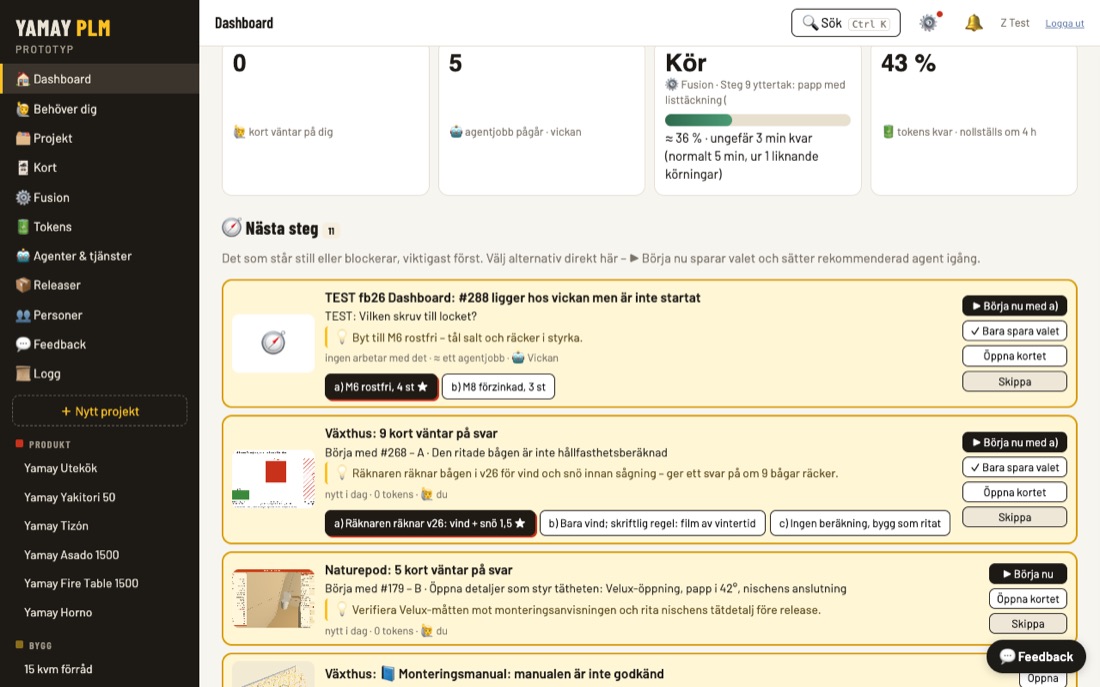 YAMAY PLM
PROTOTYP
Dashboard
Behöver dig
Projekt
Kort
Fusion
Tokens
Agenter & tjänster
Releaser
Personer
Feedback
Logg
+ Nytt projekt
PRODUKT
Yamay Utekök
Yamay Yakitori 50
Yamay Tizón
Yamay Asado 1500
Yamay Fire Table 1500
Yamay Horno
BYGG
15 kvm förråd
Dashboard
Sök Ctrl K
Z Test
Logga ut
0
kort väntar på dig
5
agentjobb pågår · vickan
Kör
Fusion · Steg 9 yttertak: papp med
listtäckning (
≈ 36 % · ungefär 3 min kvar
(normalt 5 min, ur 1 liknande
körningar)
43 %
tokens kvar · nollställs om 4 h
Nästa steg 11
Det som står still eller blockerar, viktigast först. Välj alternativ direkt här – ▶ Börja nu sparar valet och sätter rekommenderad agent igång.
TEST fb26 Dashboard: #288 ligger hos vickan men är inte startat
TEST: Vilken skruv till locket?
Byt till M6 rostfri – tål salt och räcker i styrka.
ingen arbetar med det · ≈ ett agentjobb · Vickan
a) M6 rostfri, 4 st ★
b) M8 förzinkad, 3 st
▶ Börja nu med a)
✓ Bara spara valet
Öppna kortet
Skippa
Växthus: 9 kort väntar på svar
Börja med #268 – A · Den ritade bågen är inte hållfasthetsberäknad
Räknaren räknar bågen i v26 för vind och snö innan sågning – ger ett svar på om 9 bågar räcker.
nytt i dag · 0 tokens · du
a) Räknaren räknar v26: vind + snö 1,5 ★
b) Bara vind; skriftlig regel: film av vintertid
c) Ingen beräkning, bygg som ritat
▶ Börja nu med a)
✓ Bara spara valet
Öppna kortet
Skippa
Naturepod: 5 kort väntar på svar
Börja med #179 – B · Öppna detaljer som styr tätheten: Velux-öppning, papp i 42°, nischens anslutning
Verifiera Velux-måtten mot monteringsanvisningen och rita nischens tätdetalj före release.
nytt i dag · 0 tokens · du
▶ Börja nu
Öppna kortet
Skippa
Växthus: Monteringsmanual: manualen är inte godkänd
Öppna
Feedback